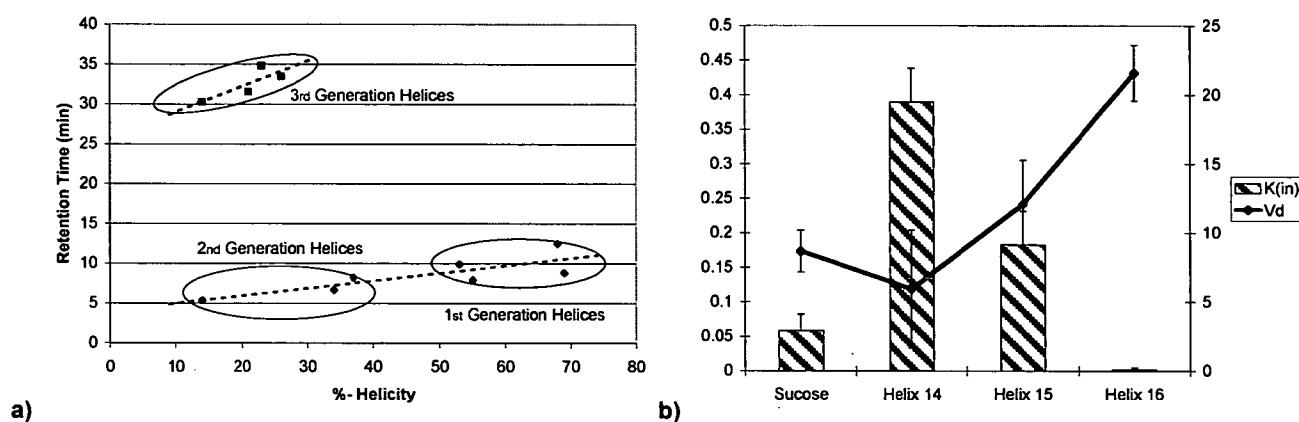 40
35
30
25
20
15
10
5
0
Retention Time (min)
3rd Generation Helices
2nd Generation Helices
1st Generation Helices
0 10 20 30 40 50 60 70 80
%- Helicity
a)
0.5
0.45
0.4
0.35
0.3
0.25
0.2
0.15
0.1
0.05
0
25
20
15
10
5
0
K(in)
Vd
Sucose Helix 14 Helix 15 Helix 16
b)